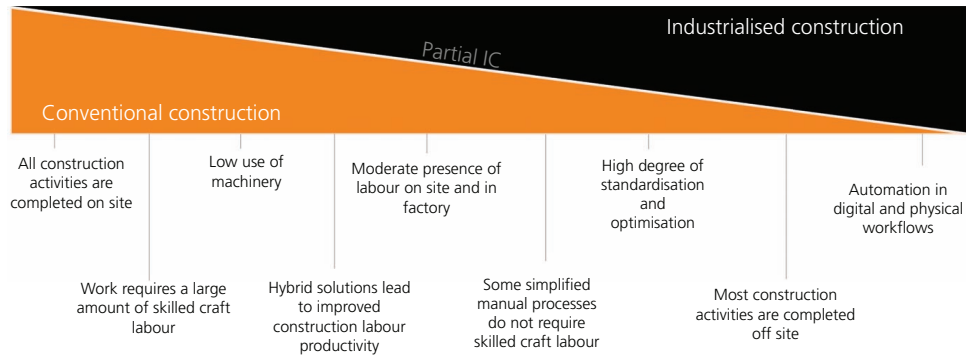 Industrialised construction
Partial IC
Conventional construction
All construction
activities are
completed on site
Work requires a large
amount of skilled craft
labour
Low use of
machinery
Hybrid solutions lead
to improved
construction labour
productivity
Moderate presence of
labour on site and in
factory
Some simplified
manual processes
do not require
skilled craft labour
High degree of
standardisation
and
optimisation
Most construction
activities are completed
off site
Automation in
digital and physical
workflows